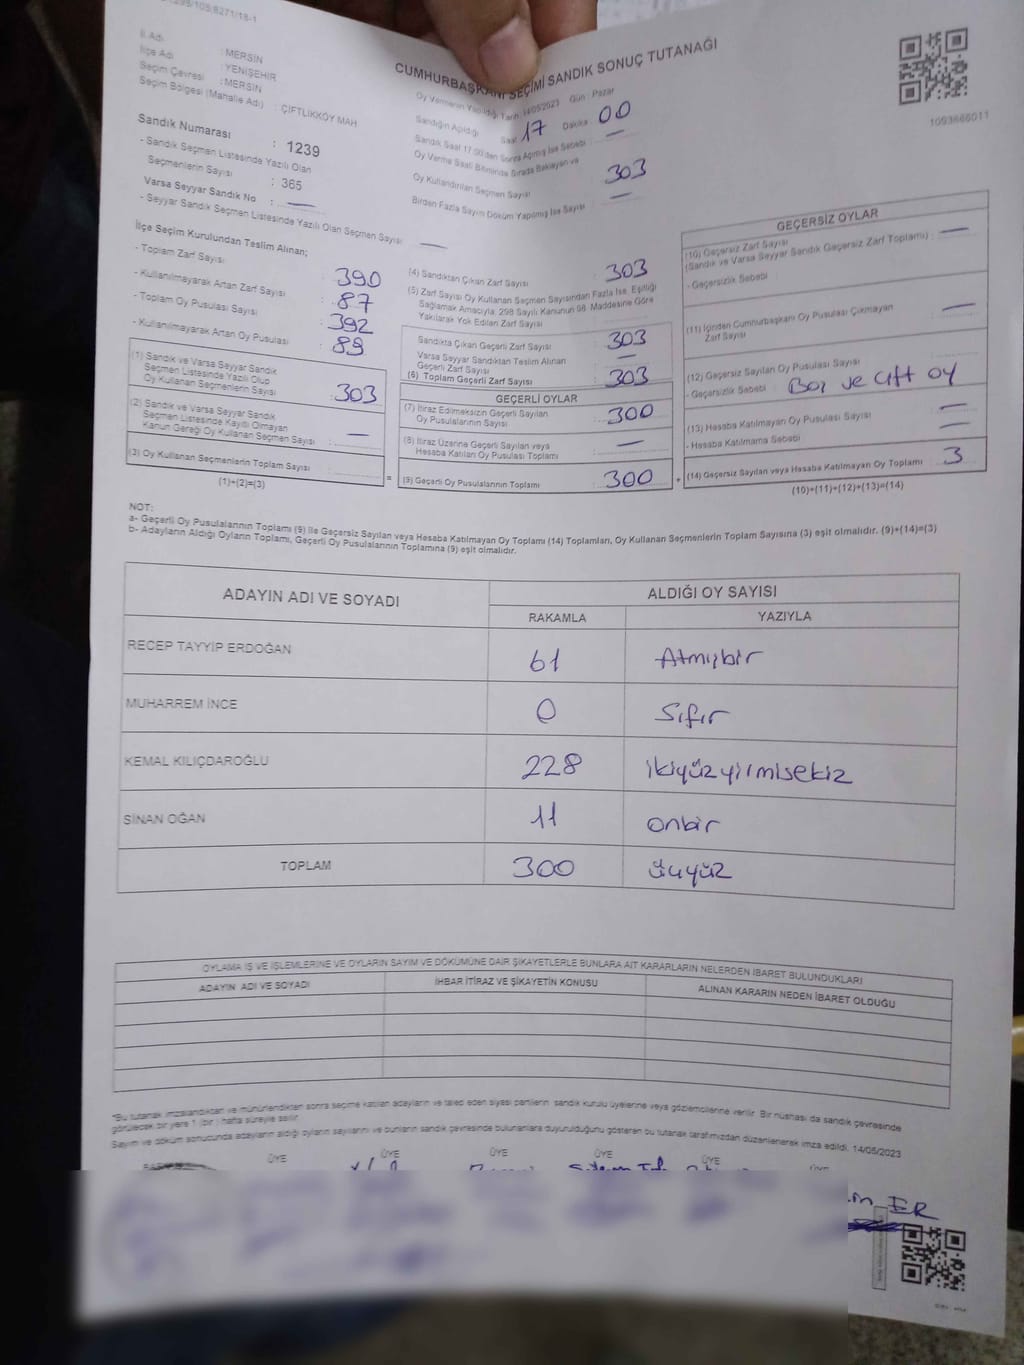 İl Adı : MERSİN
İlçe Adı : YENİŞEHİR
Seçim Çevresi : MERSİN
Seçim Bölgesi (Mahalle Adı) : ÇİFTLİKKÖY MAH
Sandık Numarası : 1239
- Sandık Seçmen Listesinde Yazılı Olan
Seçmenlerin Sayısı : 365
Varsa Seyyar Sandık No : —
- Seyyar Sandık Seçmen Listesinde Yazılı Olan Seçmen Sayısı : —
CUMHURBAŞKANI SEÇİMİ SANDIK SONUÇ TUTANAĞI
Oy Vermenin Yapıldığı Tarih: 14/05/2023 Gün : Pazar
Sandığın Açıldığı Saat 17 Dakika 00
Sandık Saat 17:00'den Sonra Açılmış İse Sebebi : —
Oy Verme Saati Bitiminde Sırada Bekleyen ve
Oy Kullandırılan Seçmen Sayısı : 303
Birden Fazla Sayım Döküm Yapılmış İse Sayısı : —
1093666011
İlçe Seçim Kurulundan Teslim Alınan;
- Toplam Zarf Sayısı : 390
- Kullanılmayarak Artan Zarf Sayısı : 87
- Toplam Oy Pusulası Sayısı : 392
- Kullanılmayarak Artan Oy Pusulası : 89
(1) Sandık ve Varsa Seyyar Sandık
Seçmen Listesinde Yazılı Olup
Oy Kullanan Seçmenlerin Sayısı : 303
(2) Sandık ve Varsa Seyyar Sandık
Seçmen Listesinde Kayıtlı Olmayan
Kanun Gereği Oy Kullanan Seçmen Sayısı : —
(3) Oy Kullanan Seçmenlerin Toplam Sayısı :
(1)+(2)=(3)
(4) Sandıktan Çıkan Zarf Sayısı : 303
(5) Zarf Sayısı Oy Kullanan Seçmen Sayısından Fazla İse, Eşitliği
Sağlamak Amacıyla; 298 Sayılı Kanunun 98. Maddesine Göre
Yakılarak Yok Edilen Zarf Sayısı :
Sandıkta Çıkan Geçerli Zarf Sayısı : 303
Varsa Seyyar Sandıktan Teslim Alınan
Geçerli Zarf Sayısı : —
(6) Toplam Geçerli Zarf Sayısı : 303
GEÇERLİ OYLAR
(7) İtiraz Edilmeksizin Geçerli Sayılan
Oy Pusulalarının Sayısı : 300
(8) İtiraz Üzerine Geçerli Sayılan veya
Hesaba Katılan Oy Pusulası Toplamı : —
(9) Geçerli Oy Pusulalarının Toplamı : 300
GEÇERSİZ OYLAR
(10) Geçersiz Zarf Sayısı
(Sandık ve Varsa Seyyar Sandık Geçersiz Zarf Toplamı) : —
- Geçersizlik Sebebi :
(11) İçinden Cumhurbaşkanı Oy Pusulası Çıkmayan
Zarf Sayısı : —
(12) Geçersiz Sayılan Oy Pusulası Sayısı :
- Geçersizlik Sebebi : Boş ve çift oy
(13) Hesaba Katılmayan Oy Pusulası Sayısı : —
- Hesaba Katılmama Sebebi : —
(14) Geçersiz Sayılan veya Hesaba Katılmayan Oy Toplamı : 3
(10)+(11)+(12)+(13)=(14)
NOT:
a- Geçerli Oy Pusulalarının Toplamı (9) ile Geçersiz Sayılan veya Hesaba Katılmayan Oy Toplamı (14) Toplamları, Oy Kullanan Seçmenlerin Toplam Sayısına (3) eşit olmalıdır. (9)+(14)=(3)
b- Adayların Aldığı Oyların Toplamı, Geçerli Oy Pusulalarının Toplamına (9) eşit olmalıdır.
ADAYIN ADI VE SOYADI
ALDIĞI OY SAYISI
RAKAMLA YAZIYLA
RECEP TAYYİP ERDOĞAN 61 Atmışbir
MUHARREM İNCE 0 Sıfır
KEMAL KILIÇDAROĞLU 228 ikiyüzyirmisekiz
SİNAN OĞAN 11 onbir
TOPLAM 300 üçyüz
OYLAMA İŞ VE İŞLEMLERİNE VE OYLARIN SAYIM VE DÖKÜMÜNE DAİR ŞİKAYETLERLE BUNLARA AİT KARARLARIN NELERDEN İBARET BULUNDUKLARI
ADAYIN ADI VE SOYADI İHBAR İTİRAZ VE ŞİKAYETİN KONUSU ALINAN KARARIN NEDEN İBARET OLDUĞU
*Bu tutanak imzalandıktan ve mühürlendikten sonra seçime katılan adayların ve talep eden siyasi partilerin sandık kurulu üyelerine veya gözlemcilerine verilir. Bir nüshası da sandık çevresinde
görülecek bir yere 1 (bir) hafta süreyle asılır.
Sayım ve döküm sonucunda adayların aldığı oyların sayılarını ve bunların sandık çevresinde bulunanlara duyurulduğunu gösteren bu tutanak tarafımızdan düzenlenerek imza edildi. 14/05/2023
ÜYE ÜYE ÜYE ÜYE ÜYE ÜYE
ER